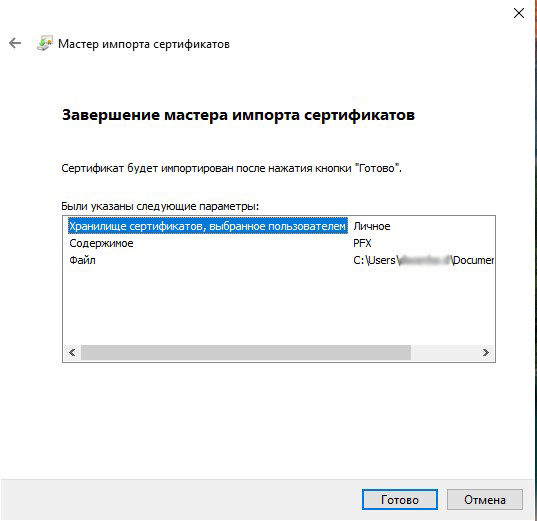 Мастер импорта сертификатов
Завершение мастера импорта сертификатов
Сертификат будет импортирован после нажатия кнопки "Готово".
Были указаны следующие параметры:
Хранилище сертификатов, выбранное пользователем Личное
Содержимое PFX
Файл C:\Users\ \Documer
Готово Отмена